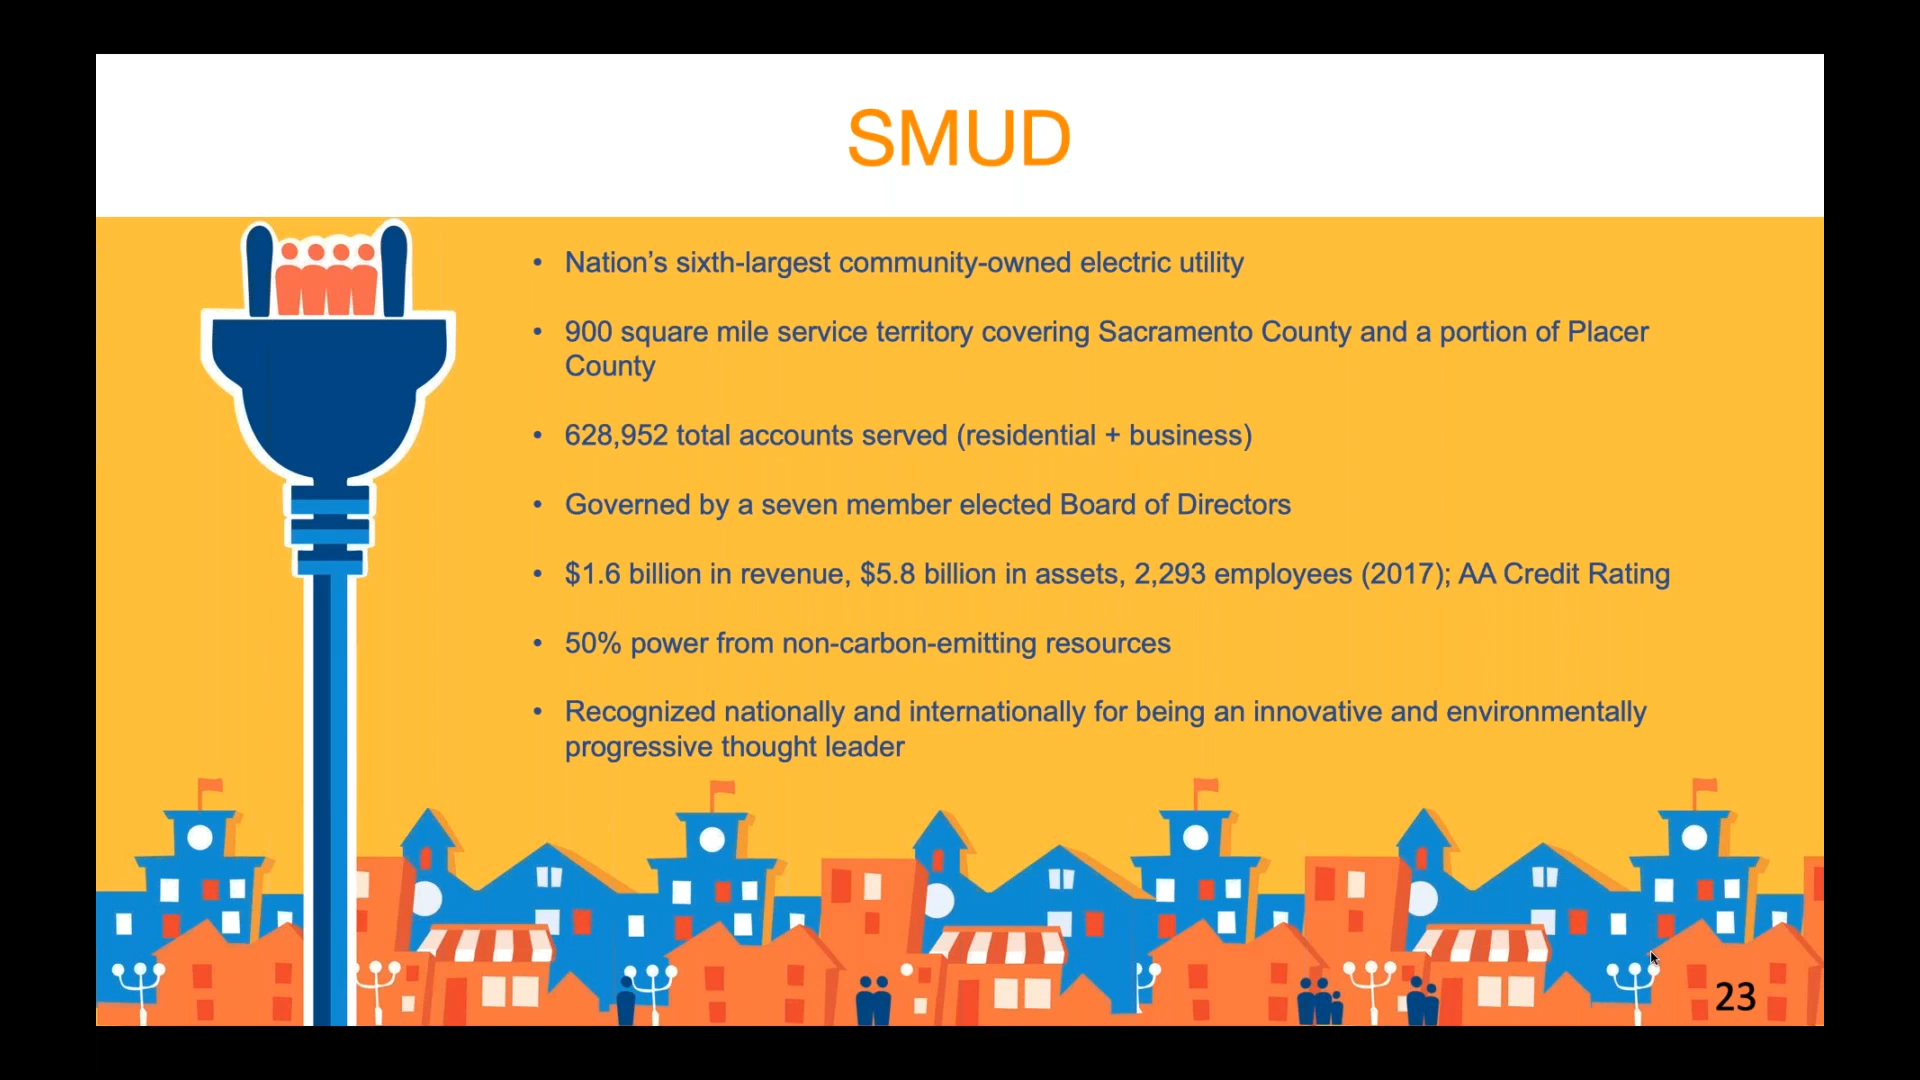 SMUD
• Nation’s sixth-largest community-owned electric utility
• 900 square mile service territory covering Sacramento County and a portion of Placer
County
• 628,952 total accounts served (residential + business)
• Governed by a seven member elected Board of Directors
• $1.6 billion in revenue, $5.8 billion in assets, 2,293 employees (2017); AA Credit Rating
• 50% power from non-carbon-emitting resources
• Recognized nationally and internationally for being an innovative and environmentally
progressive thought leader
23